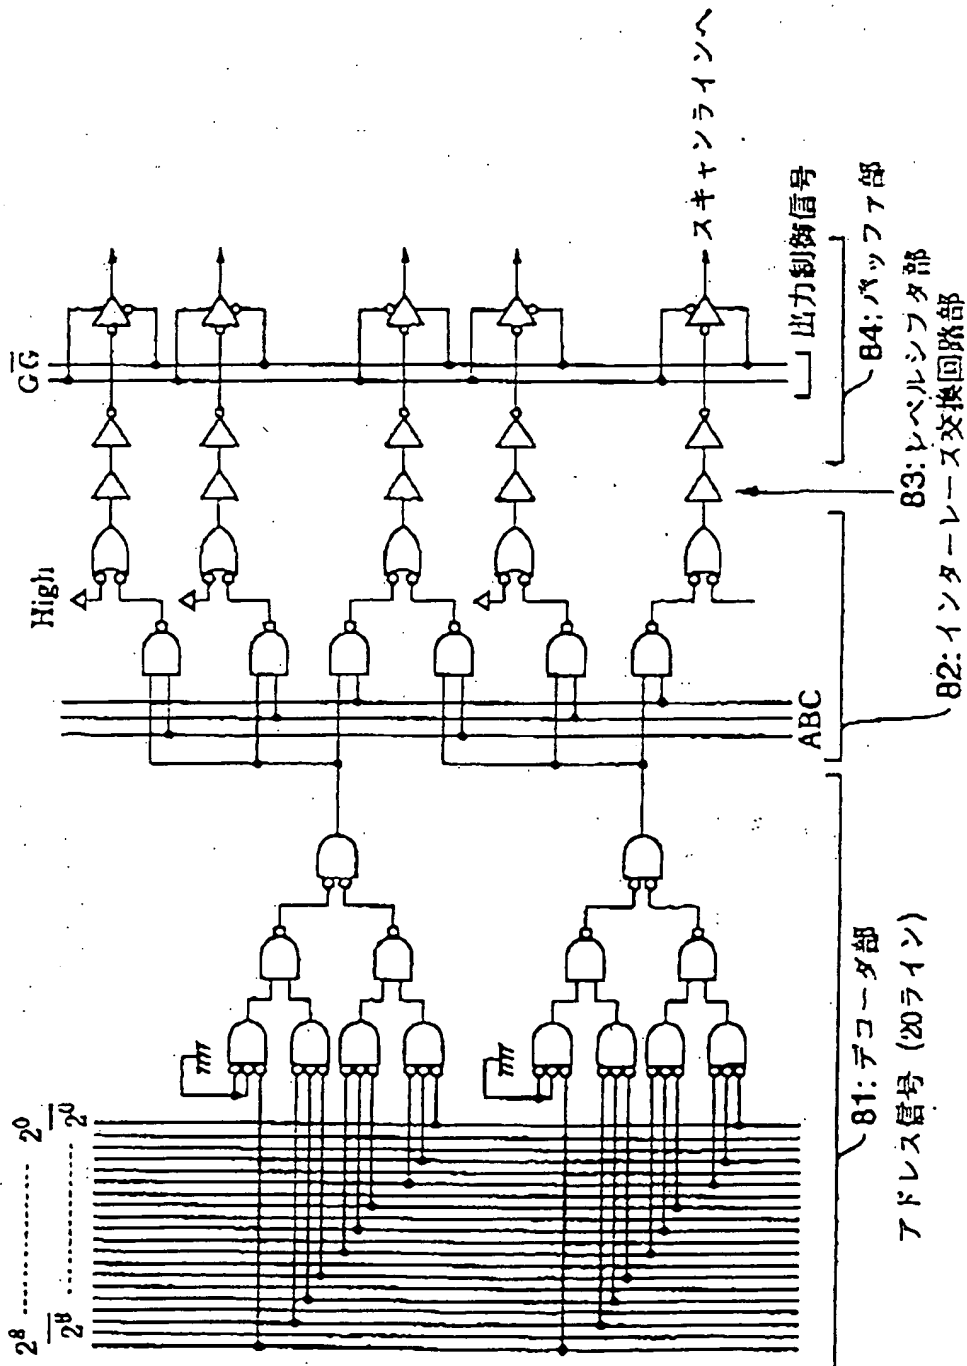 スキャンラインへ
G G̅
出力制御信号
84:バッファ部
83:レベルシフタ部
High
ABC
82:インターレース交換回路部
81:デコーダ部
アドレス信号 (20ライン)
2⁰
2̅⁰̅
2⁸
2̅⁸̅